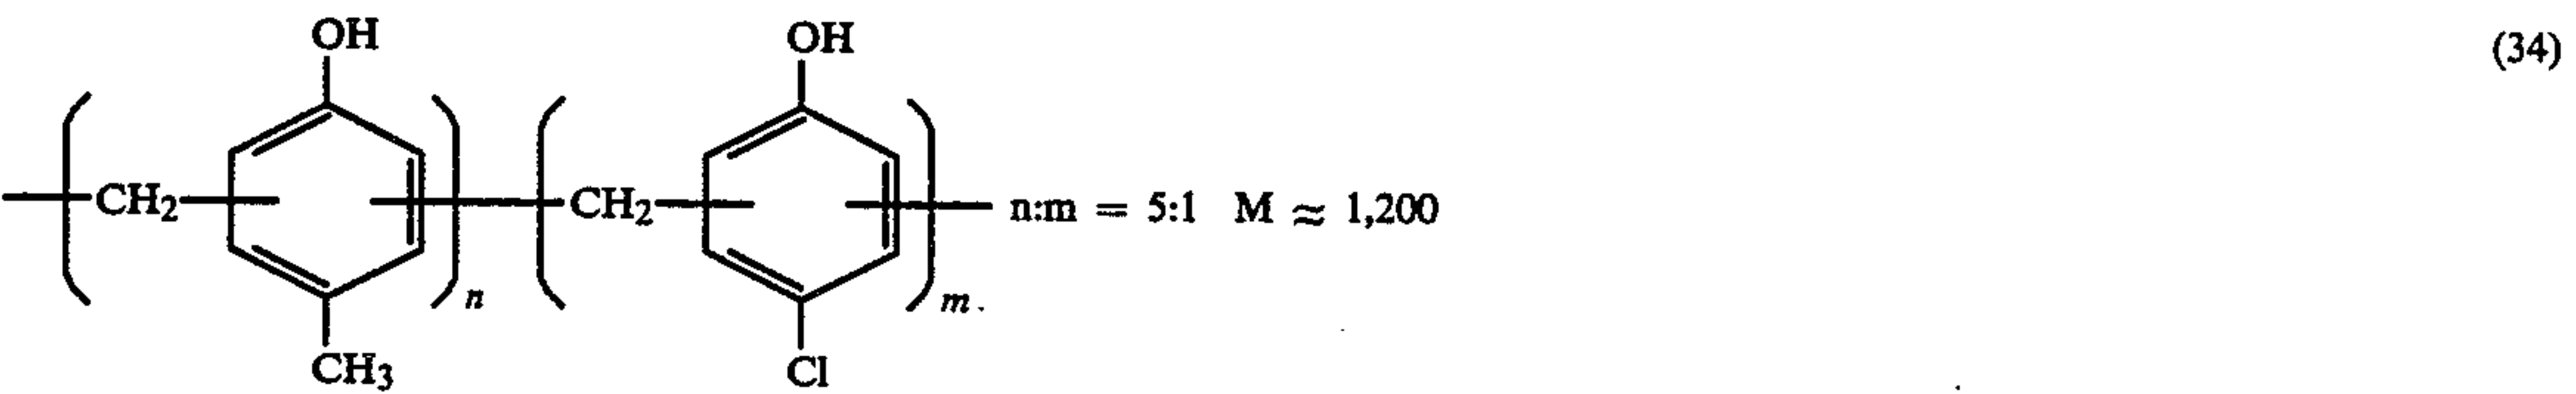 OH OH (34)
CH2 CH2 n:m = 5:1 M ≈ 1,200
n m.
CH3 Cl